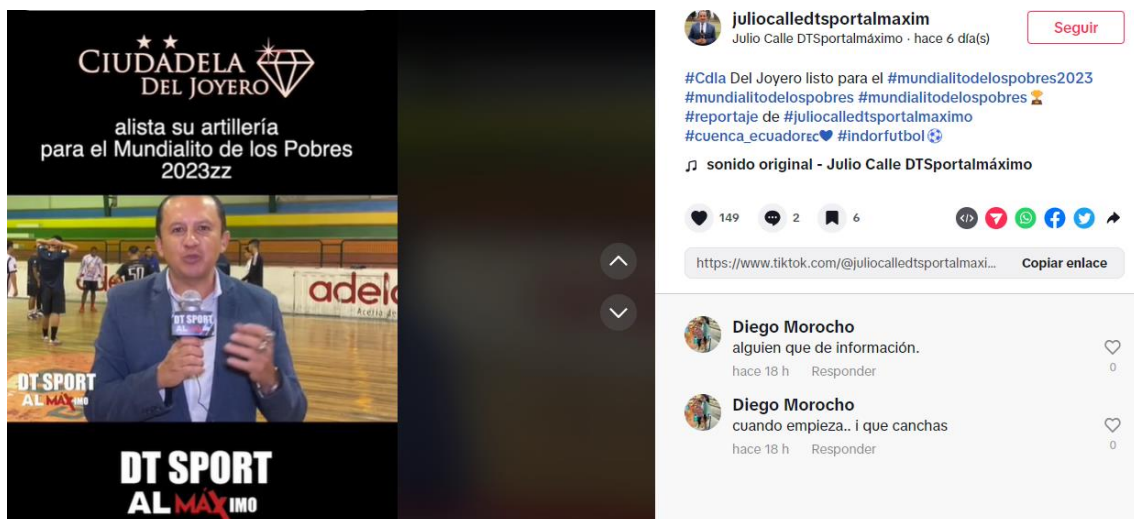 CIUDADELA
DEL JOYERO
alista su artillería
para el Mundialito de los Pobres
2023zz
50
adelc
DT SPORT
AL
DT SPORT
AL MÁXIMO
DT SPORT
AL MÁXIMO
juliocalledtsportalmaxim
Julio Calle DTSportalmáximo · hace 6 día(s)
Seguir
#Cdla Del Joyero listo para el #mundialitodelospobres2023
#mundialitodelospobres #mundialitodelospobres🏆
#reportaje de #juliocalledtsportalmaximo
#cuenca_ecuadorᴇᴄ💙 #indorfutbol⚽
♫ sonido original - Julio Calle DTSportalmáximo
149
2
6
https://www.tiktok.com/@juliocalledtsportalmaxi...
Copiar enlace
Diego Morocho
alguien que de información.
0
hace 18 h Responder
Diego Morocho
cuando empieza.. i que canchas
0
hace 18 h Responder